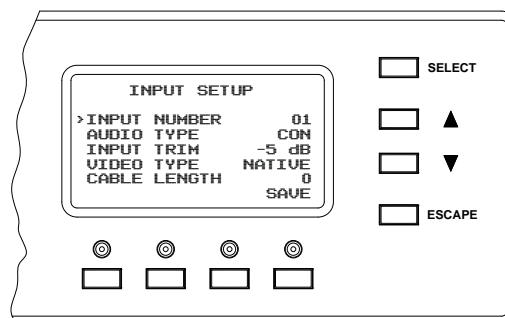 INPUT SETUP
>INPUT NUMBER 01
AUDIO TYPE CON
INPUT TRIM -5 dB
VIDEO TYPE NATIVE
CABLE LENGTH 0
SAVE
SELECT
▲
▼
ESCAPE